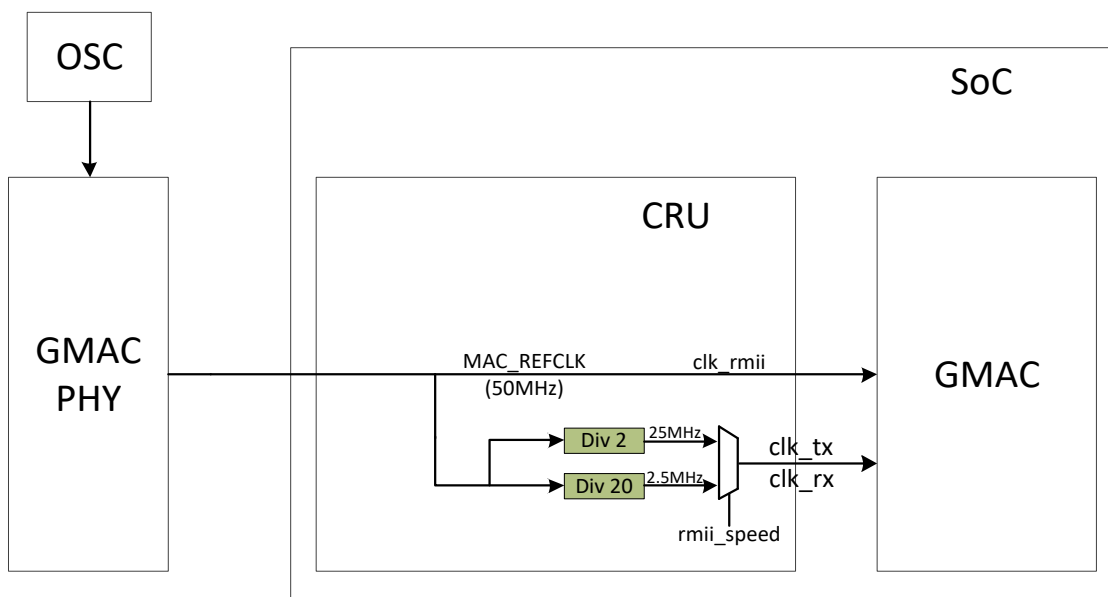 OSC
SoC
CRU
GMAC
PHY
MAC_REFCLK
(50MHz)
clk_rmii
GMAC
Div 2
25MHz
Div 20
2.5MHz
clk_tx
clk_rx
rmii_speed